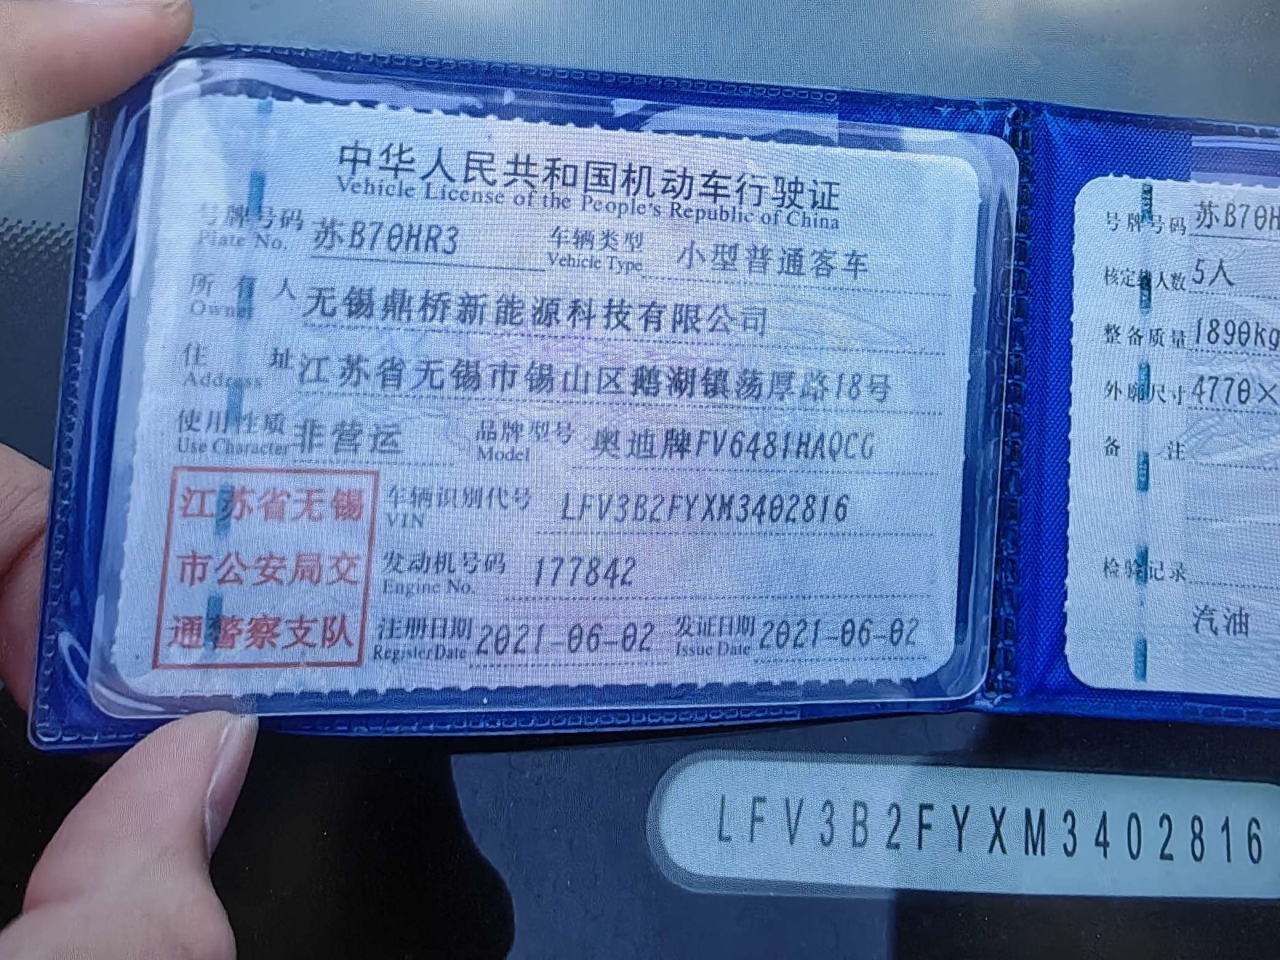 中华人民共和国机动车行驶证
Vehicle License of the People's Republic of China
号牌号码 苏B70HR3 车辆类型 小型普通客车
Plate No. Vehicle Type
所有人 无锡鼎桥新能源科技有限公司
Owner
住址 江苏省无锡市锡山区鹅湖镇荡厚路18号
Address
使用性质 非营运 品牌型号 奥迪牌FV6481HAQCG
Use Character Model
江苏省无锡
市公安局交
通警察支队
车辆识别代号 LFV3B2FYXM3402816
VIN
发动机号码 177842
Engine No.
注册日期 2021-06-02 发证日期 2021-06-02
Register Date Issue Date
号牌号码 苏B70H
核定载人数 5人
整备质量 1890kg
外廓尺寸 4770×
备注
检验记录
汽油
LFV3B2FYXM3402816